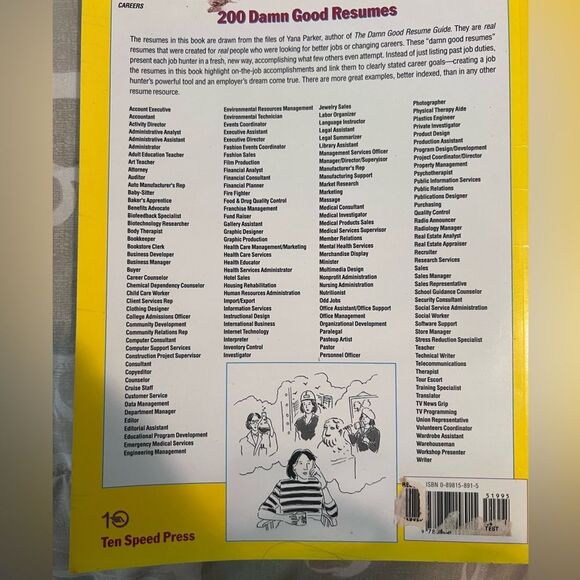 CAREERS
200 Damn Good Resumes
The resumes in this book are drawn from the files of Yana Parker, author of The Damn Good Resume Guide. They are real
resumes that were created for real people who were looking for better jobs or changing careers. These "damn good resumes"
present each job hunter in a fresh, new way, accomplishing what few others even attempt. Instead of just listing past job duties,
the resumes in this book highlight on-the-job accomplishments and link them to clearly stated career goals—creating a job
hunter's powerful tool and an employer's dream come true. There are more great examples, better indexed, than in any other
resume resource.
Account Executive
Accountant
Activity Director
Administrative Analyst
Administrative Assistant
Administrator
Adult Education Teacher
Art Teacher
Attorney
Auditor
Auto Manufacturer's Rep
Baby-Sitter
Baker's Apprentice
Benefits Advocate
Biofeedback Specialist
Biotechnology Researcher
Body Therapist
Bookkeeper
Bookstore Clerk
Business Developer
Business Manager
Buyer
Career Counselor
Chemical Dependency Counselor
Child Care Worker
Client Services Rep
Clothing Designer
College Admissions Officer
Community Development
Community Relations Rep
Computer Consultant
Computer Support Services
Construction Project Supervisor
Consultant
Copyeditor
Counselor
Cruise Staff
Customer Service
Data Management
Department Manager
Editor
Editorial Assistant
Educational Program Development
Emergency Medical Services
Engineering Management
Environmental Resources Management
Environmental Technician
Events Coordinator
Executive Assistant
Executive Director
Fashion Events Coordinator
Fashion Sales
Film Production
Financial Analyst
Financial Consultant
Financial Planner
Fire Fighter
Food & Drug Quality Control
Franchise Management
Fund Raiser
Gallery Assistant
Graphic Designer
Graphic Production
Health Care Management/Marketing
Health Care Services
Health Educator
Health Services Administrator
Hotel Sales
Housing Rehabilitation
Human Resources Administration
Import/Export
Information Services
Instructional Design
International Business
Internet Technology
Interpreter
Inventory Control
Investigator
Jewelry Sales
Labor Organizer
Language Instructor
Legal Assistant
Legal Summarizer
Library Assistant
Management Services Officer
Manager/Director/Supervisor
Manufacturer's Rep
Manufacturing Support
Market Research
Marketing
Massage
Medical Consultant
Medical Investigator
Medical Products Sales
Medical Services Supervisor
Member Relations
Mental Health Services
Merchandise Display
Minister
Multimedia Design
Nonprofit Administration
Nursing Administration
Nutritionist
Odd Jobs
Office Assistant/Office Support
Office Management
Organizational Development
Paralegal
Pasteup Artist
Pastor
Personnel Officer
Photographer
Physical Therapy Aide
Plastics Engineer
Private Investigator
Product Design
Production Assistant
Program Design/Development
Project Coordinator/Director
Property Management
Psychotherapist
Public Information Services
Public Relations
Publications Designer
Purchasing
Quality Control
Radio Announcer
Radiology Manager
Real Estate Analyst
Real Estate Appraiser
Recruiter
Research Services
Sales
Sales Manager
Sales Representative
School Guidance Counselor
Security Consultant
Social Service Administration
Social Worker
Software Support
Store Manager
Stress Reduction Specialist
Teacher
Technical Writer
Telecommunications
Therapist
Tour Escort
Training Specialist
Translator
TV News Grip
TV Programming
Union Representative
Volunteers Coordinator
Wardrobe Assistant
Warehouseman
Workshop Presenter
Writer
ISBN 0-89815-891-5
51995
TEXT
10
Ten Speed Press